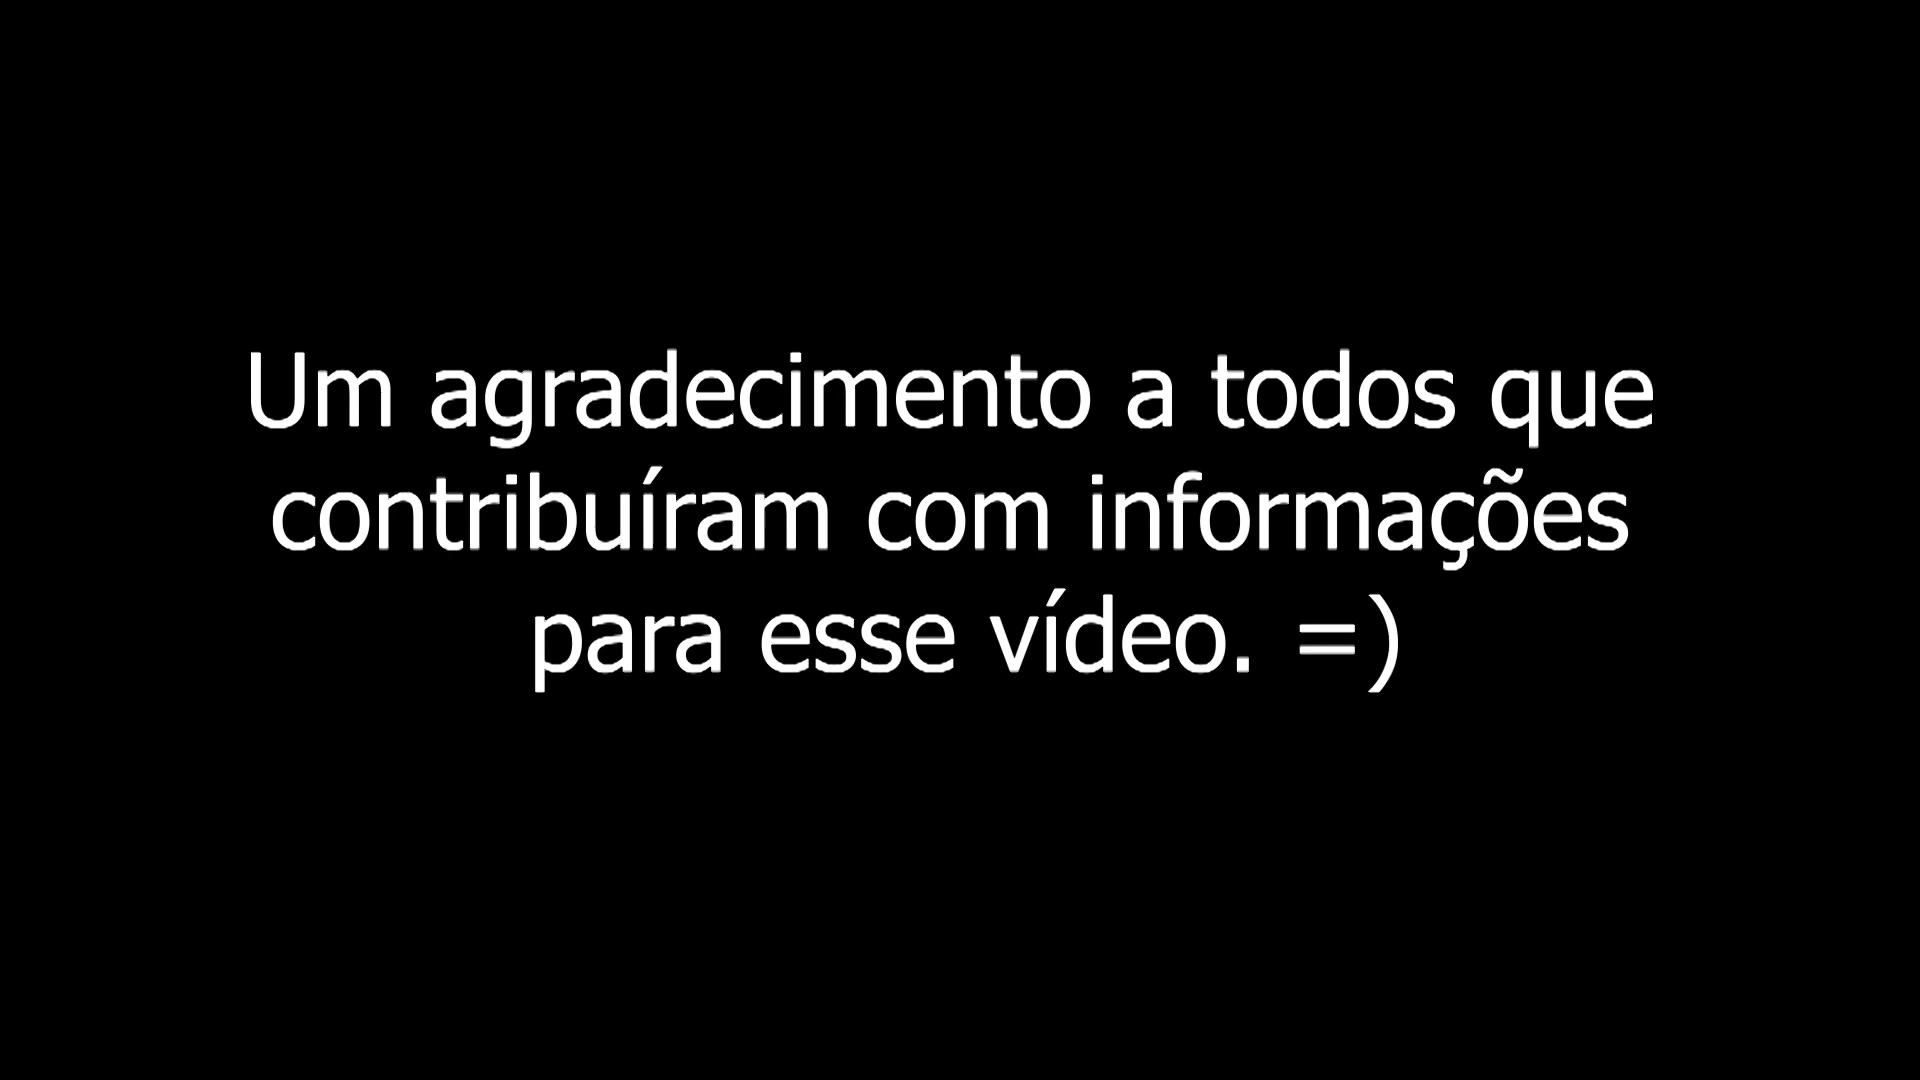 Um agradecimento a todos que
contribuíram com informações
para esse vídeo. =)